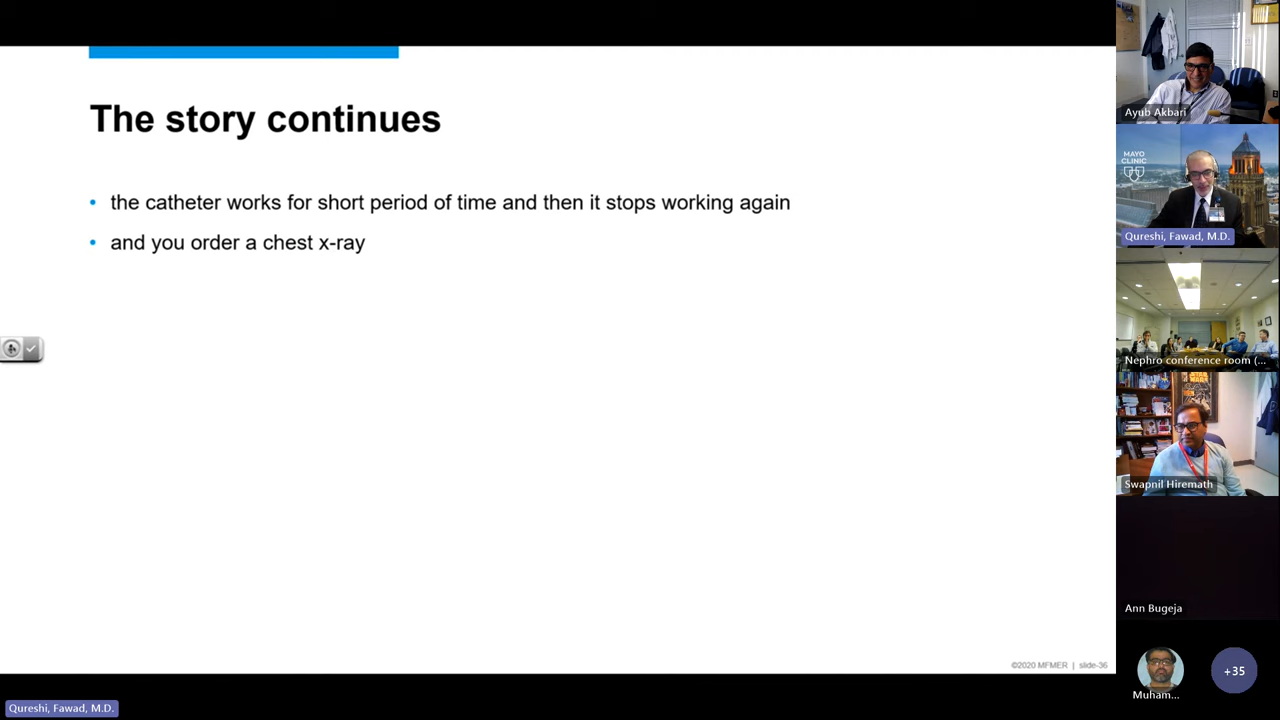 The story continues
• the catheter works for short period of time and then it stops working again
• and you order a chest x-ray
©2020 MFMER | slide-36
Qureshi, Fawad, M.D.
Ayub Akbari
MAYO
CLINIC
Qureshi, Fawad, M.D.
Nephro conference room (...
STAR
WARS
Swapnil Hiremath
Ann Bugeja
Muham...
+35